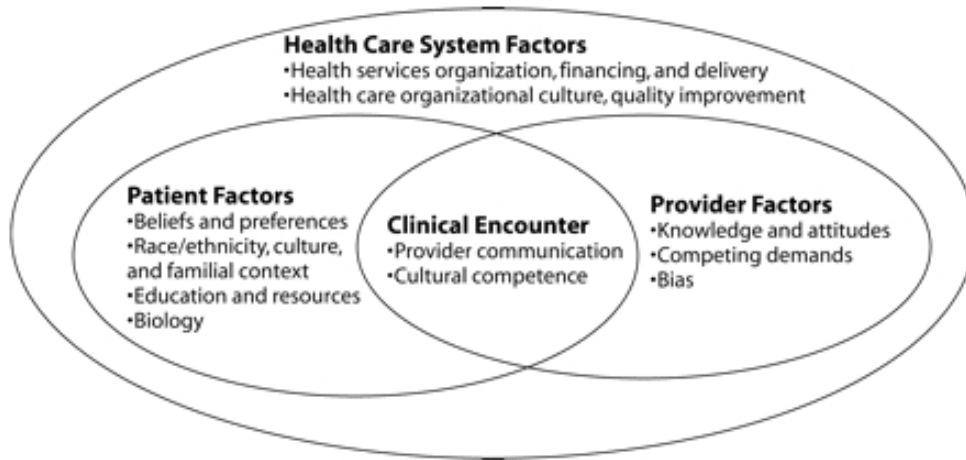 Health Care System Factors
•Health services organization, financing, and delivery
•Health care organizational culture, quality improvement
Patient Factors
•Beliefs and preferences
•Race/ethnicity, culture,
and familial context
•Education and resources
•Biology
Clinical Encounter
•Provider communication
•Cultural competence
Provider Factors
•Knowledge and attitudes
•Competing demands
•Bias